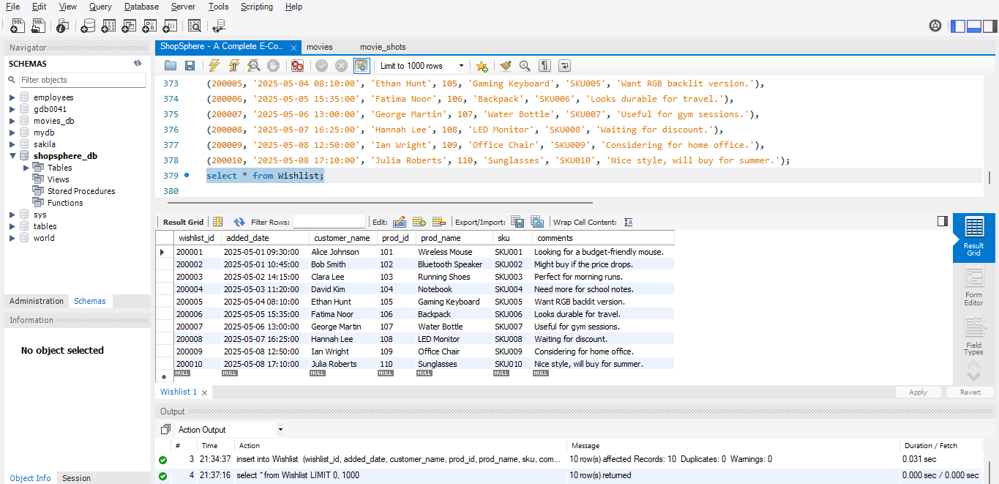 File Edit View Query Database Server Tools Scripting Help
Navigator
SCHEMAS
Filter objects
employees
gdb0041
movies_db
mydb
sakila
shopsphere_db
Tables
Views
Stored Procedures
Functions
sys
tables
world
Administration Schemas
Information
No object selected
Object Info Session
ShopSphere - A Complete E-Co... movies movie_shots
Limit to 1000 rows
373 (200005, '2025-05-04 08:10:00', 'Ethan Hunt', 105, 'Gaming Keyboard', 'SKU005', 'Want RGB backlit version.'),
374 (200006, '2025-05-05 15:35:00', 'Fatima Noor', 106, 'Backpack', 'SKU006', 'Looks durable for travel.'),
375 (200007, '2025-05-06 13:00:00', 'George Martin', 107, 'Water Bottle', 'SKU007', 'Useful for gym sessions.'),
376 (200008, '2025-05-07 16:25:00', 'Hannah Lee', 108, 'LED Monitor', 'SKU008', 'Waiting for discount.'),
377 (200009, '2025-05-08 12:50:00', 'Ian Wright', 109, 'Office Chair', 'SKU009', 'Considering for home office.'),
378 (200010, '2025-05-08 17:10:00', 'Julia Roberts', 110, 'Sunglasses', 'SKU010', 'Nice style, will buy for summer.');
379 select * from Wishlist;
380
Result Grid Filter Rows: Edit: Export/Import: Wrap Cell Content:
wishlist_id added_date customer_name prod_id prod_name sku comments
200001 2025-05-01 09:30:00 Alice Johnson 101 Wireless Mouse SKU001 Looking for a budget-friendly mouse.
200002 2025-05-01 10:45:00 Bob Smith 102 Bluetooth Speaker SKU002 Might buy if the price drops.
200003 2025-05-02 14:15:00 Clara Lee 103 Running Shoes SKU003 Perfect for morning runs.
200004 2025-05-03 11:20:00 David Kim 104 Notebook SKU004 Need more for school notes.
200005 2025-05-04 08:10:00 Ethan Hunt 105 Gaming Keyboard SKU005 Want RGB backlit version.
200006 2025-05-05 15:35:00 Fatima Noor 106 Backpack SKU006 Looks durable for travel.
200007 2025-05-06 13:00:00 George Martin 107 Water Bottle SKU007 Useful for gym sessions.
200008 2025-05-07 16:25:00 Hannah Lee 108 LED Monitor SKU008 Waiting for discount.
200009 2025-05-08 12:50:00 Ian Wright 109 Office Chair SKU009 Considering for home office.
200010 2025-05-08 17:10:00 Julia Roberts 110 Sunglasses SKU010 Nice style, will buy for summer.
NULL NULL NULL NULL NULL NULL NULL
Result
Grid
Form
Editor
Field
Types
Wishlist 1 Apply Revert
Output
Action Output
# Time Action Message Duration / Fetch
3 21:34:37 insert into Wishlist (wishlist_id, added_date, customer_name, prod_id, prod_name, sku, com... 10 row(s) affected Records: 10 Duplicates: 0 Warnings: 0 0.031 sec
4 21:37:16 select * from Wishlist LIMIT 0, 1000 10 row(s) returned 0.000 sec / 0.000 sec